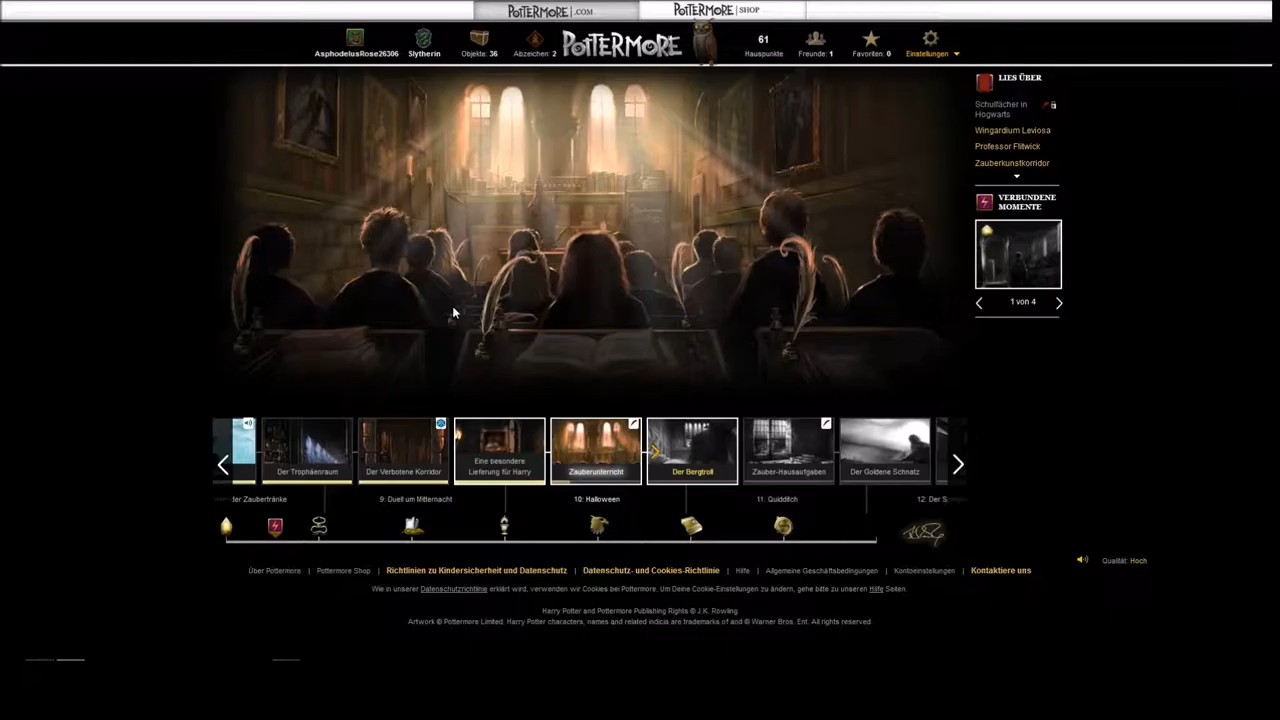 POTTERMORE .COM
POTTERMORE SHOP
AsphodelusRose26306
Slytherin
Objekte: 36
Abzeichen: 2
POTTERMORE
61
Hauspunkte
Freunde: 1
Favoriten: 0
Einstellungen
LIES ÜBER
Schulfächer in
Hogwarts
Wingardium Leviosa
Professor Flitwick
Zauberkunstkorridor
VERBUNDENE
MOMENTE
1 von 4
Der Trophäenraum
Der Verbotene Korridor
Eine besondere
Lieferung für Harry
Zauberunterricht
Der Bergtroll
Zauber-Hausaufgaben
Der Goldene Schnatz
der Zaubertränke
9: Duell um Mitternacht
10: Halloween
11: Quidditch
12: Der
Qualität: Hoch
Über Pottermore | Pottermore Shop | Richtlinien zu Kindersicherheit und Datenschutz | Datenschutz- und Cookies-Richtlinie | Hilfe | Allgemeine Geschäftsbedingungen | Kontoeinstellungen | Kontaktiere uns
Wie in unserer Datenschutzrichtlinie erklärt wird, verwenden wir Cookies bei Pottermore. Um Deine Cookie-Einstellungen zu ändern, gehe bitte zu unseren Hilfe Seiten.
Harry Potter and Pottermore Publishing Rights © J.K. Rowling
Artwork © Pottermore Limited. Harry Potter characters, names and related indicia are trademarks of and © Warner Bros. Ent. All rights reserved.